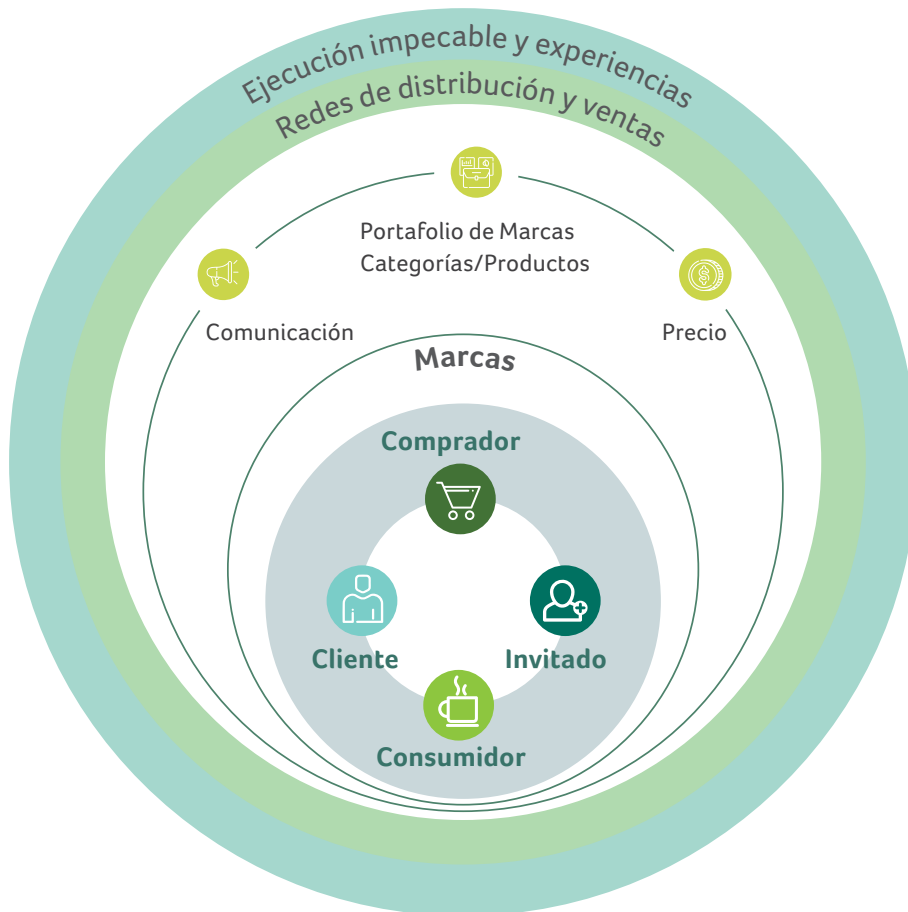 Ejecución impecable y experiencias
Redes de distribución y ventas
Portafolio de Marcas
Categorías/Productos
Comunicación
Precio
Marcas
Comprador
Cliente
Invitado
Consumidor